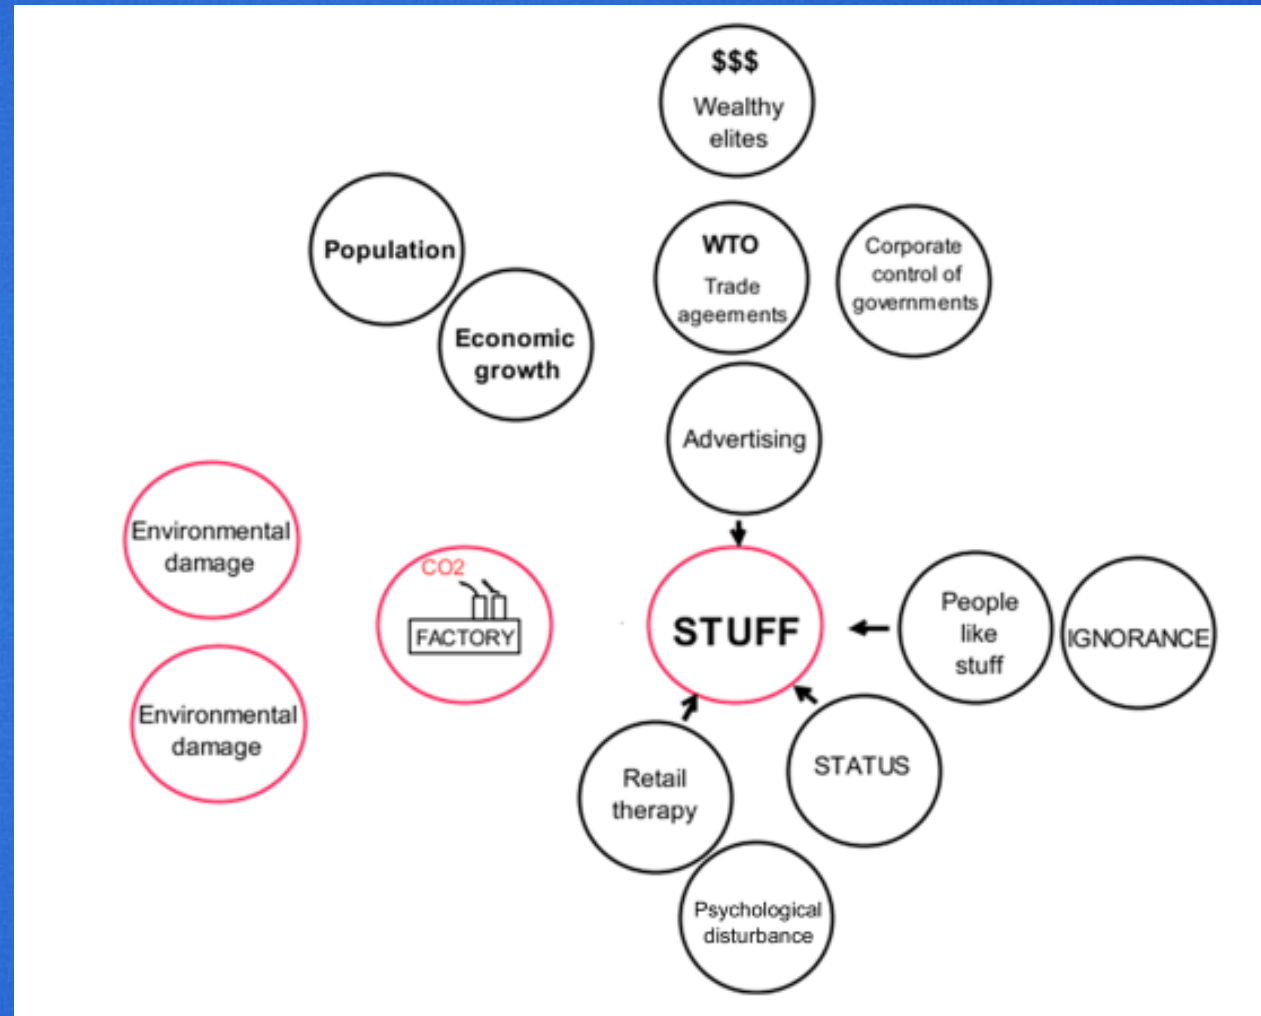 $$$
Wealthy
elites
Population
Economic
growth
WTO
Trade
ageements
Corporate
control of
governments
Advertising
Environmental
damage
CO2
FACTORY
STUFF
People
like
stuff
IGNORANCE
Environmental
damage
Retail
therapy
STATUS
Psychological
disturbance